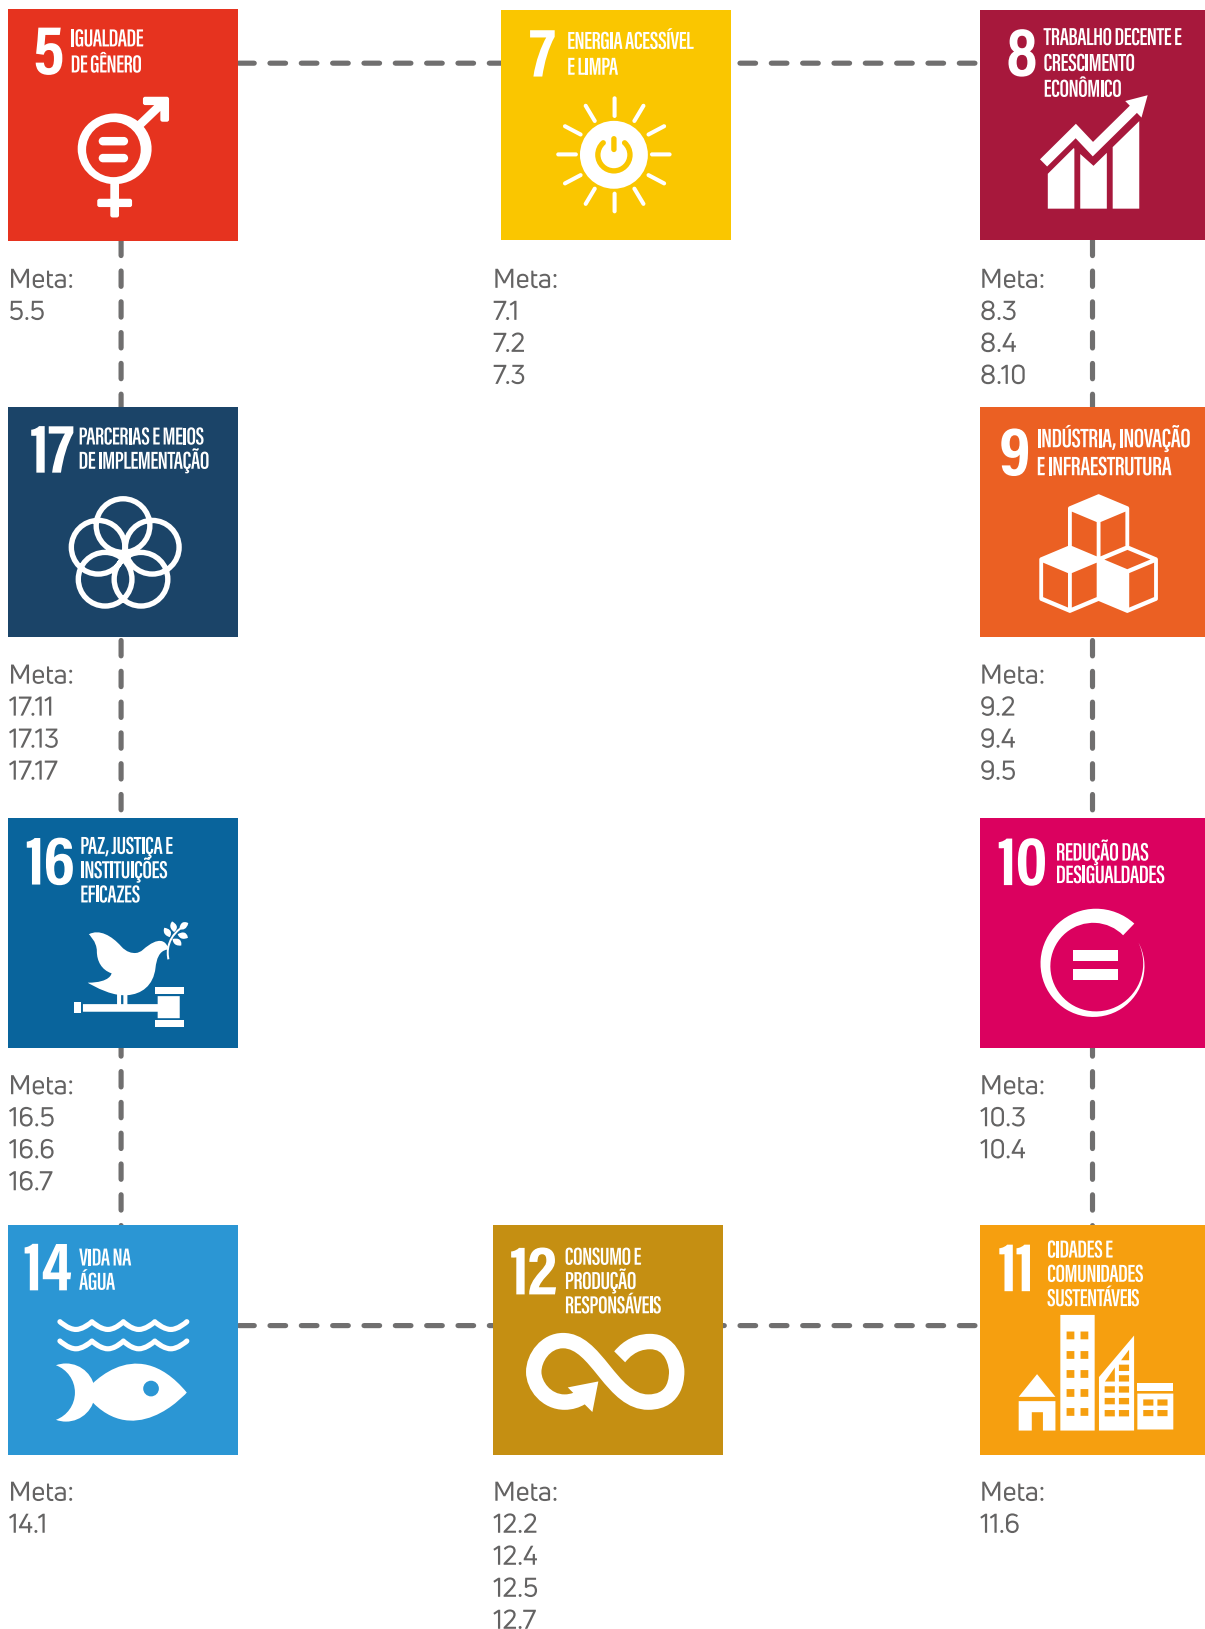 5 IGUALDADE
DE GÊNERO
Meta:
5.5
7 ENERGIA ACESSÍVEL
E LIMPA
Meta:
7.1
7.2
7.3
8 TRABALHO DECENTE E
CRESCIMENTO
ECONÔMICO
Meta:
8.3
8.4
8.10
17 PARCERIAS E MEIOS
DE IMPLEMENTAÇÃO
Meta:
17.11
17.13
17.17
9 INDÚSTRIA, INOVAÇÃO
E INFRAESTRUTURA
Meta:
9.2
9.4
9.5
16 PAZ, JUSTIÇA E
INSTITUIÇÕES
EFICAZES
Meta:
16.5
16.6
16.7
10 REDUÇÃO DAS
DESIGUALDADES
Meta:
10.3
10.4
14 VIDA NA
ÁGUA
Meta:
14.1
12 CONSUMO E
PRODUÇÃO
RESPONSÁVEIS
Meta:
12.2
12.4
12.5
12.7
11 CIDADES E
COMUNIDADES
SUSTENTÁVEIS
Meta:
11.6